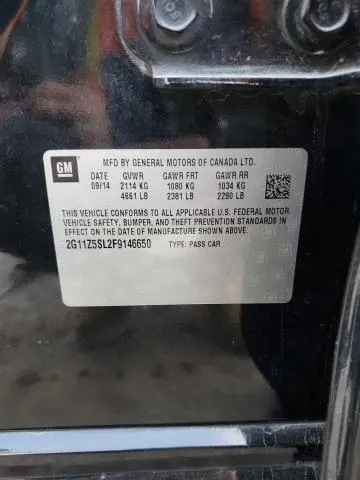 GM
MFD BY GENERAL MOTORS OF CANADA LTD.
DATE GVWR GAWR FRT GAWR RR
09/14 2114 KG 1080 KG 1034 KG
4661 LB 2381 LB 2280 LB
THIS VEHICLE CONFORMS TO ALL APPLICABLE U.S. FEDERAL MOTOR
VEHICLE SAFETY, BUMPER, AND THEFT PREVENTION STANDARDS IN
EFFECT ON THE DATE OF MANUFACTURE SHOWN ABOVE.
2G11Z5SL2F9146650 TYPE: PASS CAR